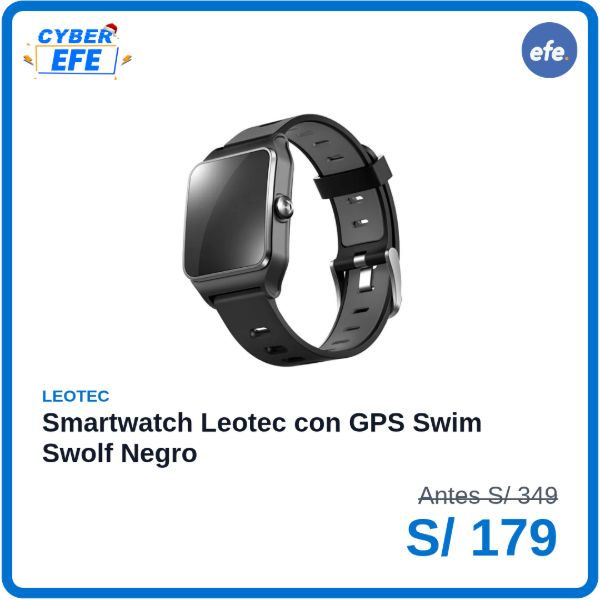 CYBER
EFE
efe.
LEOTEC
Smartwatch Leotec con GPS Swim
Swolf Negro
Antes S/ 349
S/ 179